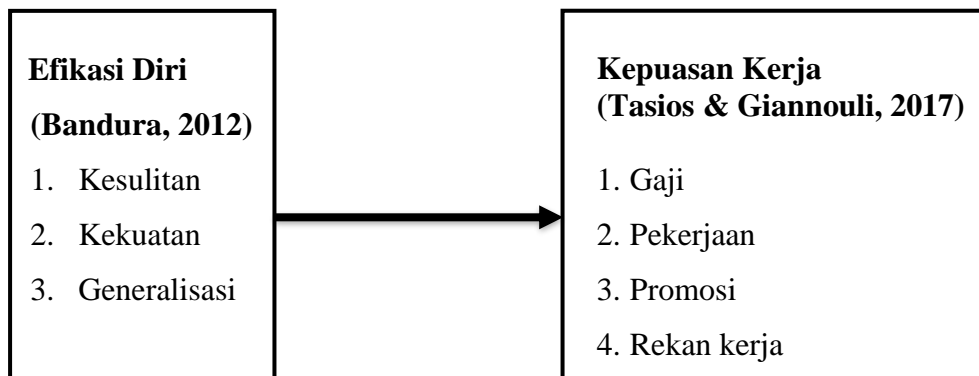 Efikasi Diri
(Bandura, 2012)
1. Kesulitan
2. Kekuatan
3. Generalisasi
Kepuasan Kerja
(Tasios & Giannouli, 2017)
1. Gaji
2. Pekerjaan
3. Promosi
4. Rekan kerja